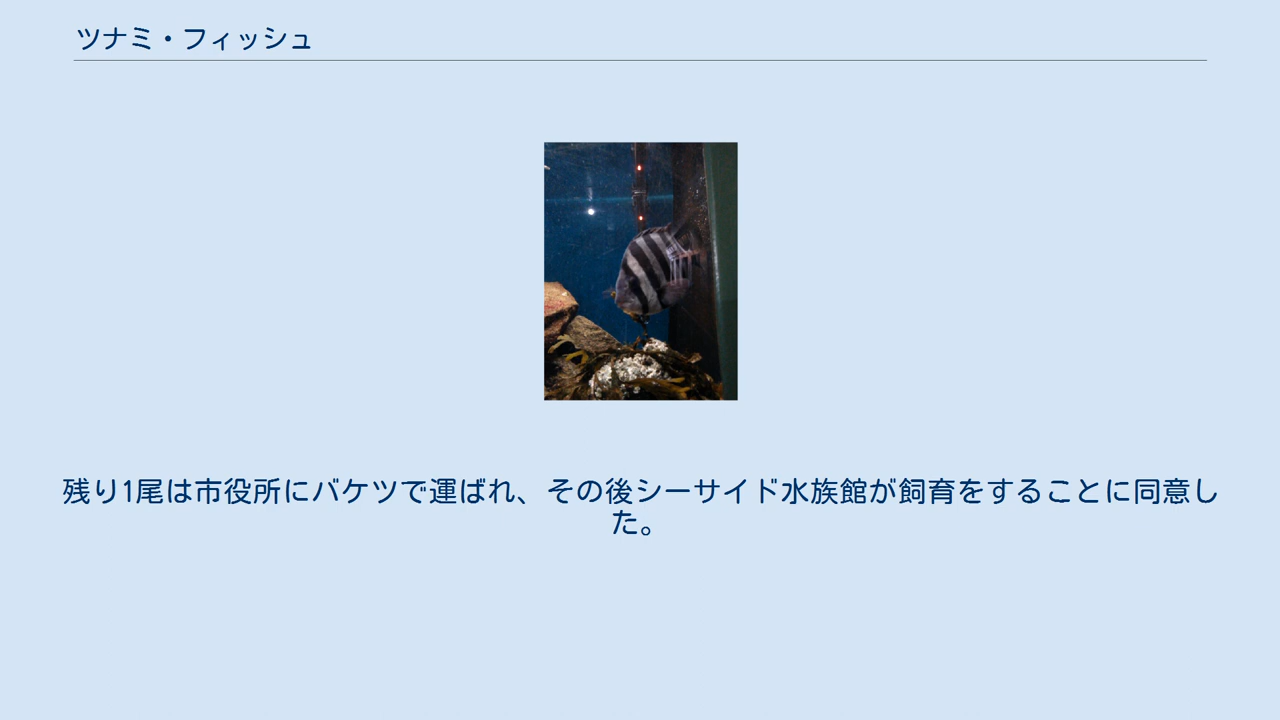 ツナミ・フィッシュ
残り1尾は市役所にバケツで運ばれ、その後シーサイド水族館が飼育をすることに同意し
た。